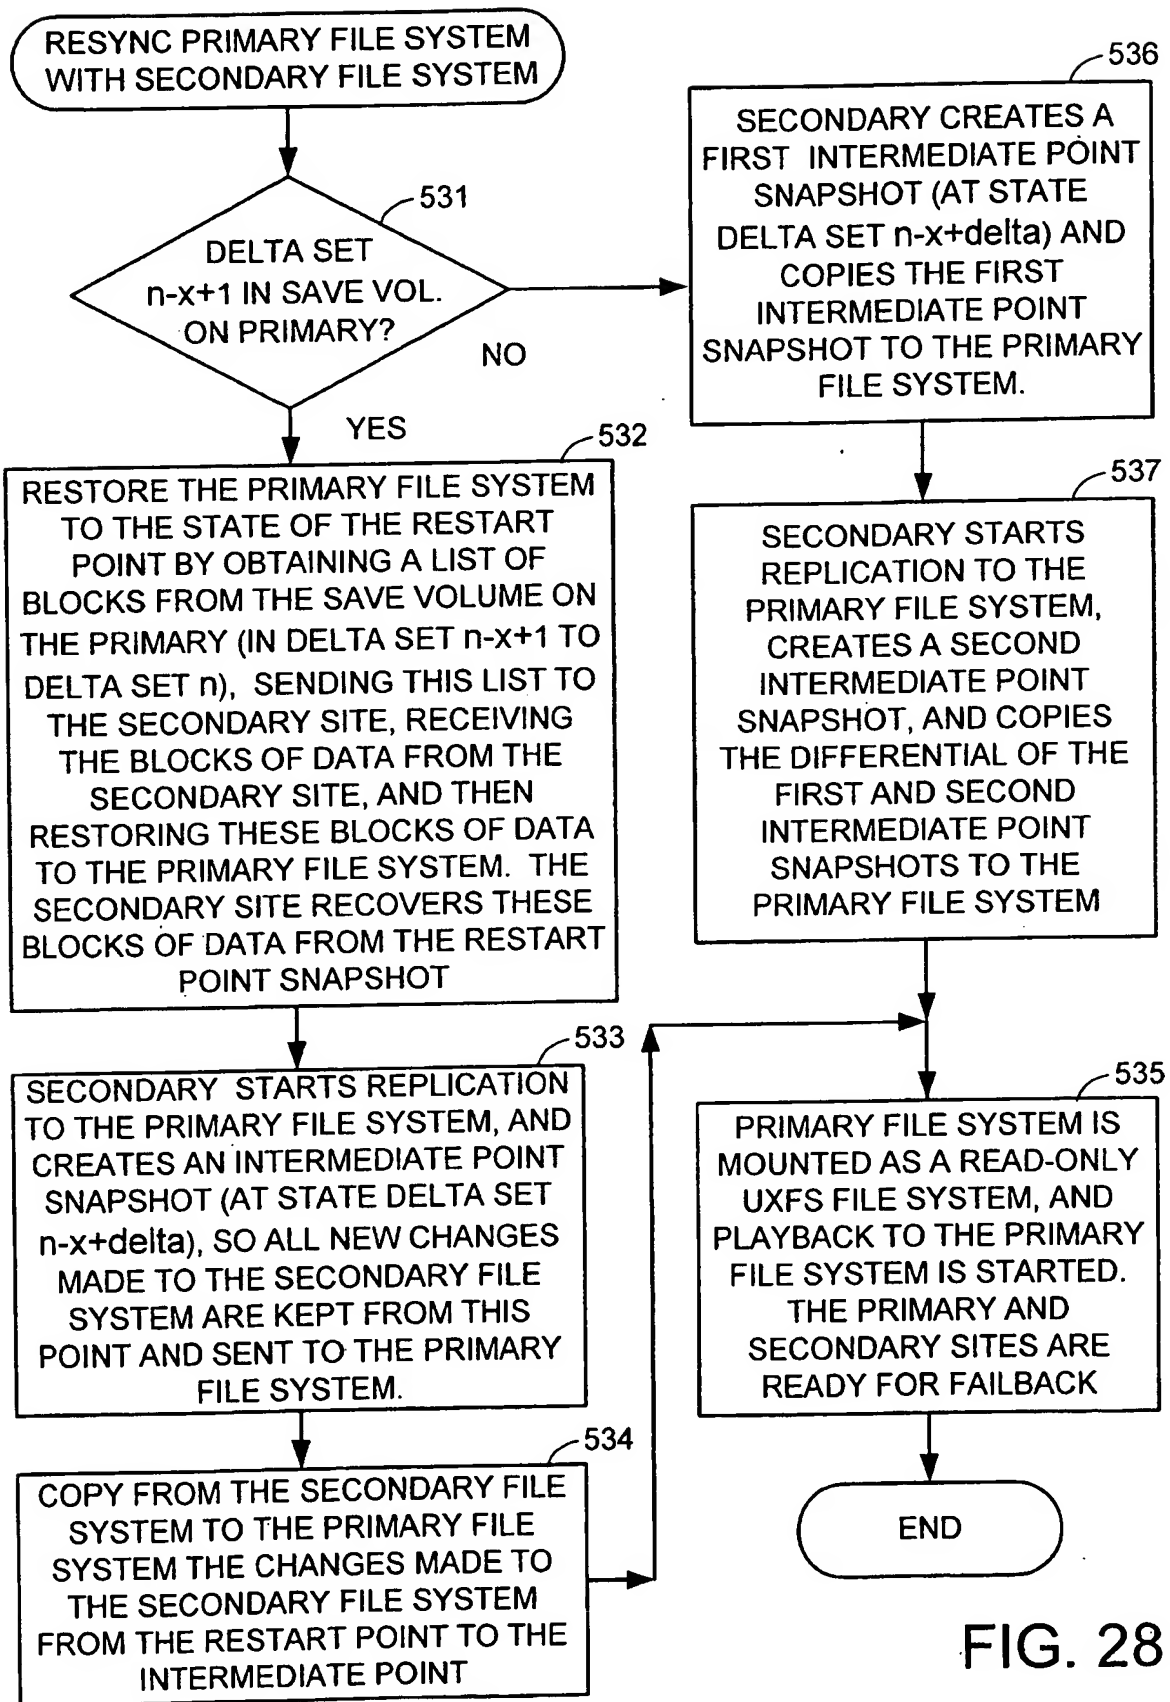 RESYNC PRIMARY FILE SYSTEM
WITH SECONDARY FILE SYSTEM
531
DELTA SET
n-x+1 IN SAVE VOL.
ON PRIMARY?
NO
YES
532
RESTORE THE PRIMARY FILE SYSTEM
TO THE STATE OF THE RESTART
POINT BY OBTAINING A LIST OF
BLOCKS FROM THE SAVE VOLUME ON
THE PRIMARY (IN DELTA SET n-x+1 TO
DELTA SET n), SENDING THIS LIST TO
THE SECONDARY SITE, RECEIVING
THE BLOCKS OF DATA FROM THE
SECONDARY SITE, AND THEN
RESTORING THESE BLOCKS OF DATA
TO THE PRIMARY FILE SYSTEM. THE
SECONDARY SITE RECOVERS THESE
BLOCKS OF DATA FROM THE RESTART
POINT SNAPSHOT
533
SECONDARY STARTS REPLICATION
TO THE PRIMARY FILE SYSTEM, AND
CREATES AN INTERMEDIATE POINT
SNAPSHOT (AT STATE DELTA SET
n-x+delta), SO ALL NEW CHANGES
MADE TO THE SECONDARY FILE
SYSTEM ARE KEPT FROM THIS
POINT AND SENT TO THE PRIMARY
FILE SYSTEM.
534
COPY FROM THE SECONDARY FILE
SYSTEM TO THE PRIMARY FILE
SYSTEM THE CHANGES MADE TO
THE SECONDARY FILE SYSTEM
FROM THE RESTART POINT TO THE
INTERMEDIATE POINT
536
SECONDARY CREATES A
FIRST INTERMEDIATE POINT
SNAPSHOT (AT STATE
DELTA SET n-x+delta) AND
COPIES THE FIRST
INTERMEDIATE POINT
SNAPSHOT TO THE PRIMARY
FILE SYSTEM.
537
SECONDARY STARTS
REPLICATION TO THE
PRIMARY FILE SYSTEM,
CREATES A SECOND
INTERMEDIATE POINT
SNAPSHOT, AND COPIES
THE DIFFERENTIAL OF THE
FIRST AND SECOND
INTERMEDIATE POINT
SNAPSHOTS TO THE
PRIMARY FILE SYSTEM
535
PRIMARY FILE SYSTEM IS
MOUNTED AS A READ-ONLY
UXFS FILE SYSTEM, AND
PLAYBACK TO THE PRIMARY
FILE SYSTEM IS STARTED.
THE PRIMARY AND
SECONDARY SITES ARE
READY FOR FAILBACK
END
FIG. 28